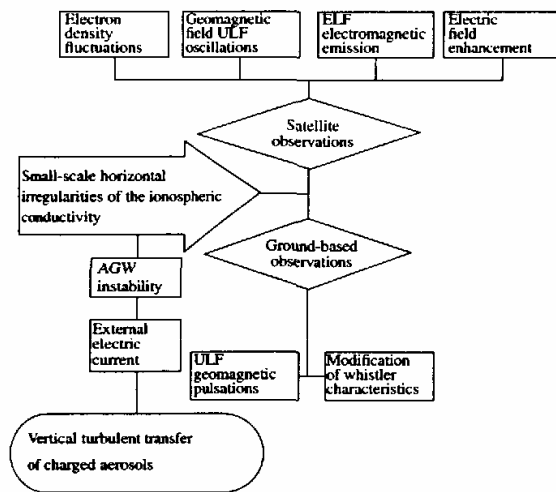 Electron
density
fluctuations
Geomagnetic
field ULF
oscillations
ELF
electromagnetic
emission
Electric
field
enhancement
Satellite
observations
Small-scale horizontal
irregularities of the ionospheric
conductivity
Ground-based
observations
AGW
instability
External
electric
current
ULF
geomagnetic
pulsations
Modification
of whistler
characteristics
Vertical turbulent transfer
of charged aerosols